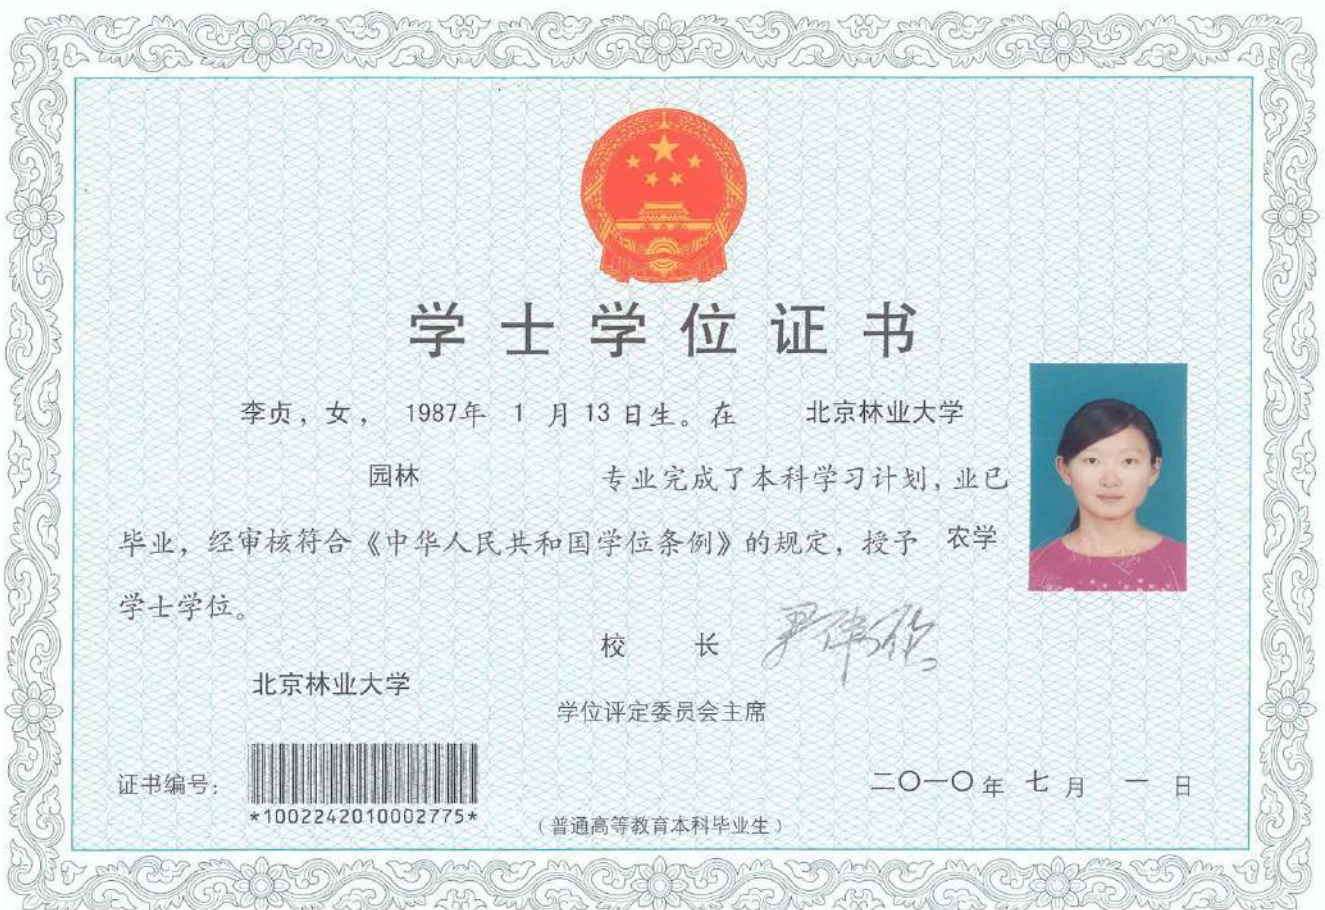 学士学位证书
李贞，女， 1987年 1 月 13 日生。在 北京林业大学
园林 专业完成了本科学习计划，业已
毕业，经审核符合《中华人民共和国学位条例》的规定，授予 农学
学士学位。
校 长 尹伟伦
北京林业大学
学位评定委员会主席
证书编号：
*1002242010002775*
二〇一〇年 七 月 一 日
（普通高等教育本科毕业生）